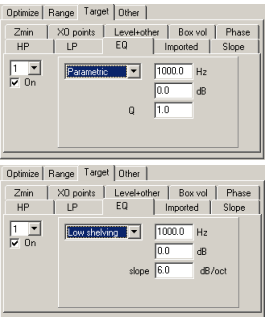 Optimize Range Target Other
Zmin XO points Level+other Box vol Phase
HP LP EQ Imported Slope
1 Parametric 1000.0 Hz
On
0.0 dB
Q 1.0
Optimize Range Target Other
Zmin XO points Level+other Box vol Phase
HP LP EQ Imported Slope
1 Low shelving 1000.0 Hz
On
0.0 dB
slope 6.0 dB/oct